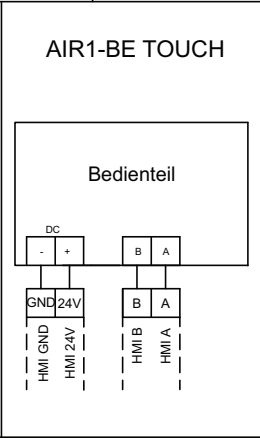 AIR1-BE TOUCH
Bedienteil
DC
- + B A
GND 24V B A
HMI GND
HMI 24V
HMI B
HMI A